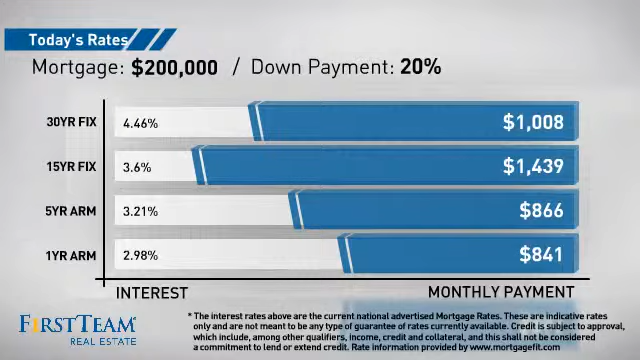 Today's Rates
Mortgage: $200,000 / Down Payment: 20%
30YR FIX 4.46% $1,008
15YR FIX 3.6% $1,439
5YR ARM 3.21% $866
1YR ARM 2.98% $841
INTEREST MONTHLY PAYMENT
FIRSTTEAM®
REAL ESTATE
* The interest rates above are the current national advertised Mortgage Rates. These are indicative rates
only and are not meant to be any type of guarantee of rates currently available. Credit is subject to approval,
which include, among other qualifiers, income, credit and collateral, and this shall not be considered
a commitment to lend or extend credit. Rate information provided by www.mortgagefit.com.